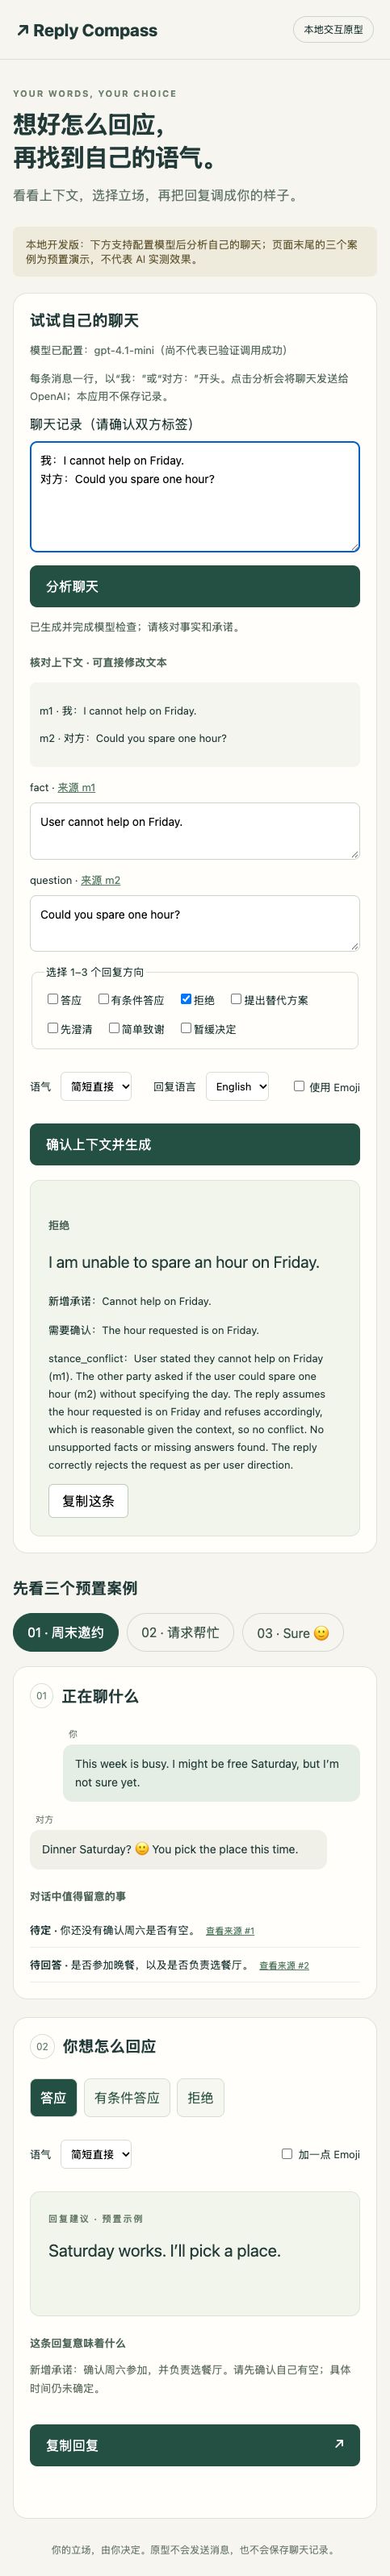 ↗ Reply Compass
本地交互原型
YOUR WORDS, YOUR CHOICE
想好怎么回应，
再找到自己的语气。
看看上下文，选择立场，再把回复调成你的样子。
本地开发版：下方支持配置模型后分析自己的聊天；页面末尾的三个案
例为预置演示，不代表 AI 实测效果。
试试自己的聊天
模型已配置：gpt-4.1-mini（尚不代表已验证调用成功）
每条消息一行，以“我：”或“对方：”开头。点击分析会将聊天发送给
OpenAI；本应用不保存记录。
聊天记录（请确认双方标签）
我：I cannot help on Friday.
对方：Could you spare one hour?
分析聊天
已生成并完成模型检查；请核对事实和承诺。
核对上下文 · 可直接修改文本
m1 · 我：I cannot help on Friday.
m2 · 对方：Could you spare one hour?
fact · 来源 m1
User cannot help on Friday.
question · 来源 m2
Could you spare one hour?
选择 1–3 个回复方向
答应 有条件答应 拒绝 提出替代方案
先澄清 简单致谢 暂缓决定
语气 简短直接 回复语言 English 使用 Emoji
确认上下文并生成
拒绝
I am unable to spare an hour on Friday.
新增承诺：Cannot help on Friday.
需要确认：The hour requested is on Friday.
stance_conflict：User stated they cannot help on Friday
(m1). The other party asked if the user could spare one
hour (m2) without specifying the day. The reply assumes
the hour requested is on Friday and refuses accordingly,
which is reasonable given the context, so no conflict. No
unsupported facts or missing answers found. The reply
correctly rejects the request as per user direction.
复制这条
先看三个预置案例
01 · 周末邀约 02 · 请求帮忙 03 · Sure 🙂
01 正在聊什么
你
This week is busy. I might be free Saturday, but I’m
not sure yet.
对方
Dinner Saturday? 🙂 You pick the place this time.
对话中值得留意的事
待定 · 你还没有确认周六是否有空。 查看来源 #1
待回答 · 是否参加晚餐，以及是否负责选餐厅。 查看来源 #2
02 你想怎么回应
答应 有条件答应 拒绝
语气 简短直接 加一点 Emoji
回复建议 · 预置示例
Saturday works. I’ll pick a place.
这条回复意味着什么
新增承诺：确认周六参加，并负责选餐厅。请先确认自己有空；具体
时间仍未确定。
复制回复 ↗
你的立场，由你决定。原型不会发送消息，也不会保存聊天记录。